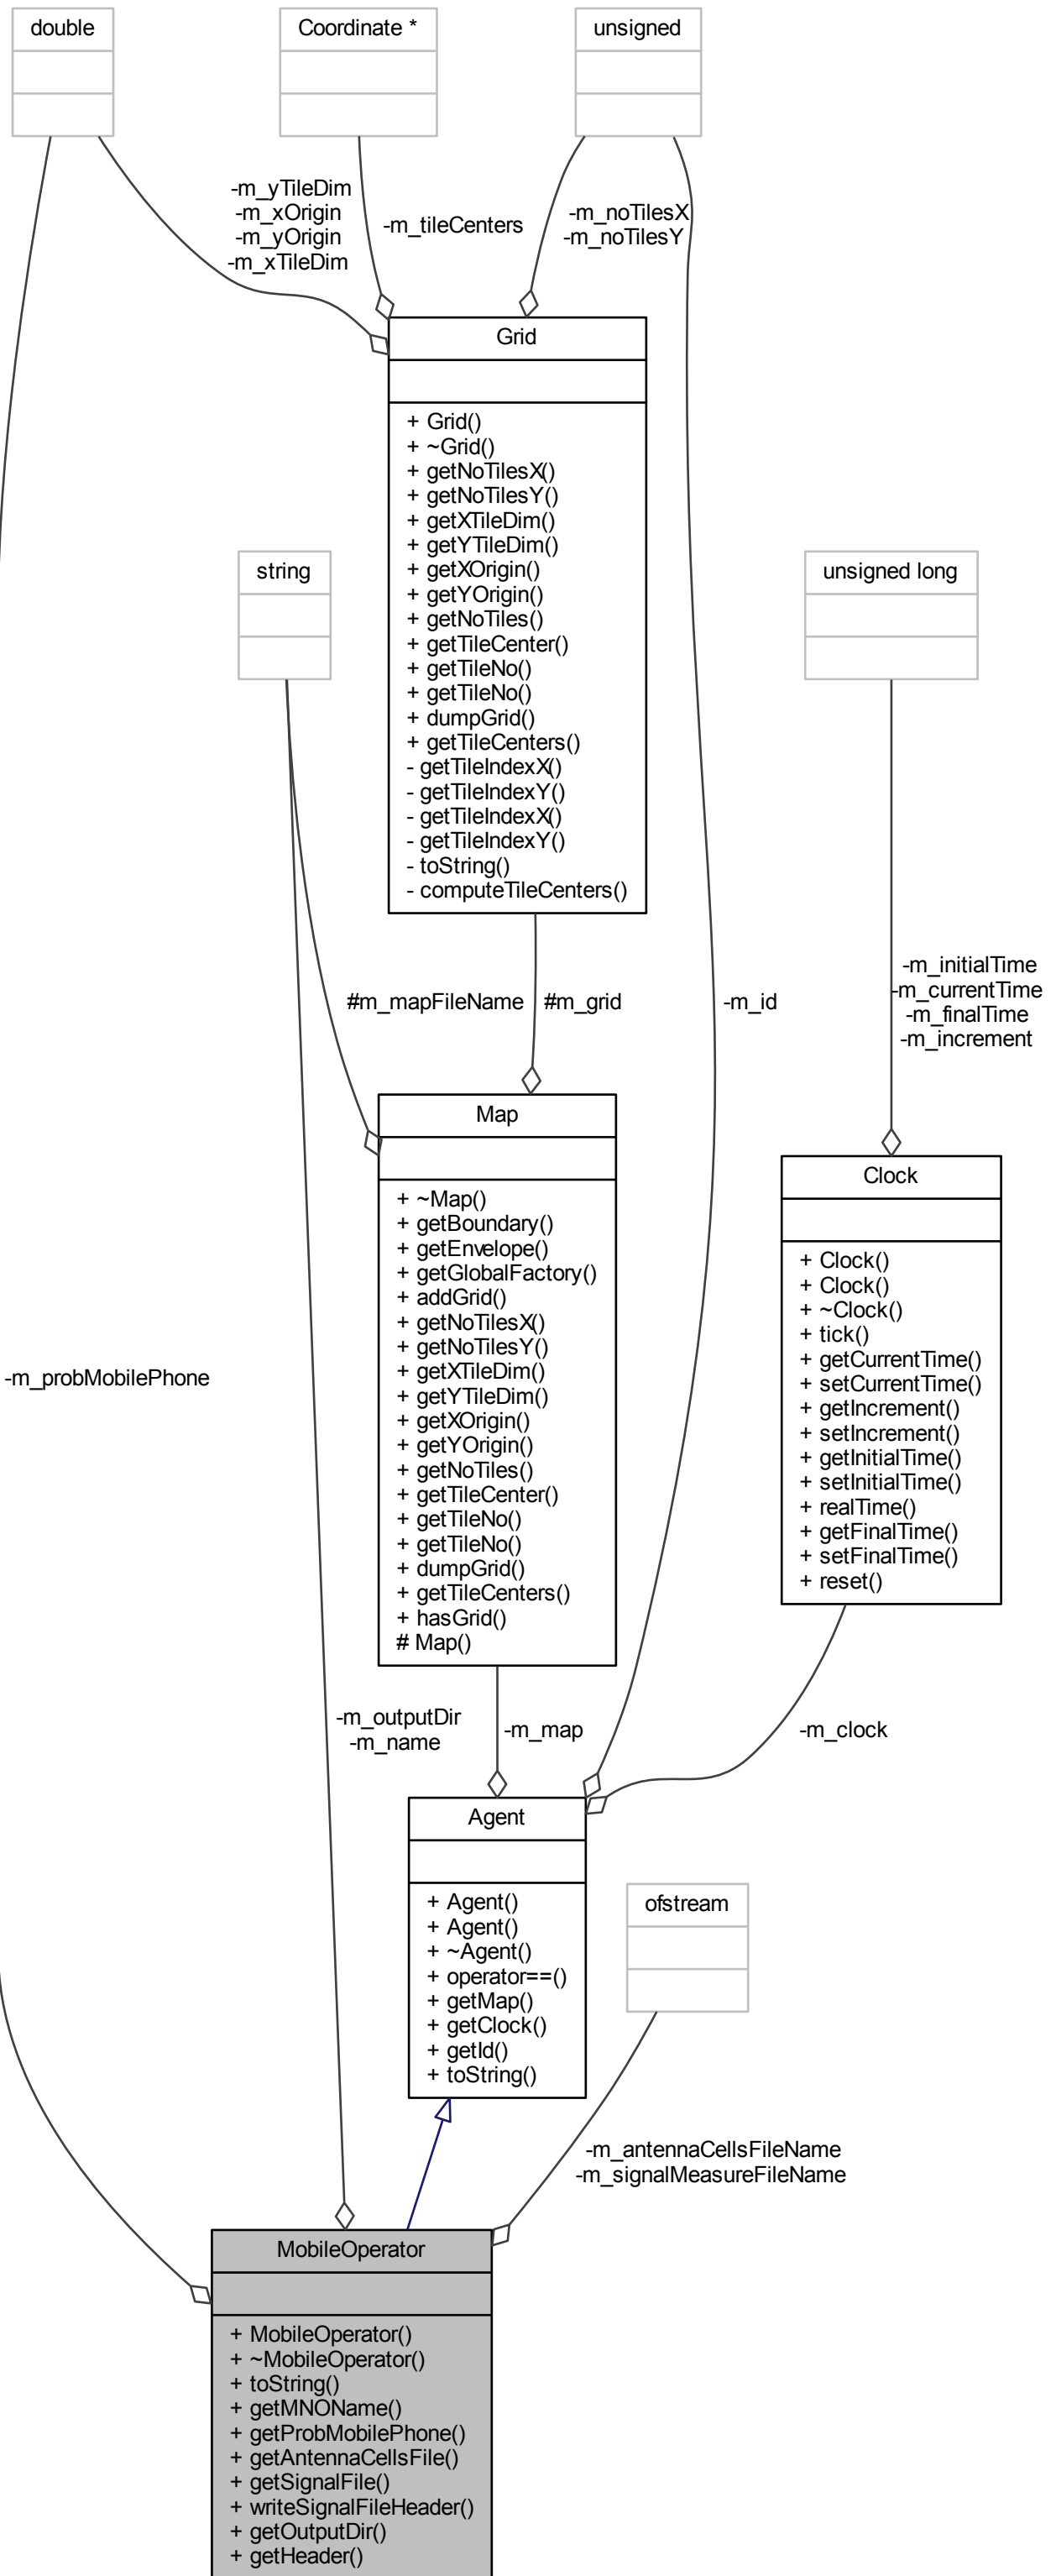 double
Coordinate *
unsigned
-m_yTileDim
-m_xOrigin
-m_yOrigin
-m_xTileDim
-m_tileCenters
-m_noTilesX
-m_noTilesY
Grid
+ Grid()
+ ~Grid()
+ getNoTilesX()
+ getNoTilesY()
+ getXTileDim()
+ getYTileDim()
+ getXOrigin()
+ getYOrigin()
+ getNoTiles()
+ getTileCenter()
+ getTileNo()
+ getTileNo()
+ dumpGrid()
+ getTileCenters()
- getTileIndexX()
- getTileIndexY()
- getTileIndexX()
- getTileIndexY()
- toString()
- computeTileCenters()
string
unsigned long
#m_mapFileName
#m_grid
-m_id
-m_initialTime
-m_currentTime
-m_finalTime
-m_increment
Map
+ ~Map()
+ getBoundary()
+ getEnvelope()
+ getGlobalFactory()
+ addGrid()
+ getNoTilesX()
+ getNoTilesY()
+ getXTileDim()
+ getYTileDim()
+ getXOrigin()
+ getYOrigin()
+ getNoTiles()
+ getTileCenter()
+ getTileNo()
+ getTileNo()
+ dumpGrid()
+ getTileCenters()
+ hasGrid()
# Map()
Clock
+ Clock()
+ Clock()
+ ~Clock()
+ tick()
+ getCurrentTime()
+ setCurrentTime()
+ getIncrement()
+ setIncrement()
+ getInitialTime()
+ setInitialTime()
+ realTime()
+ getFinalTime()
+ setFinalTime()
+ reset()
-m_probMobilePhone
-m_outputDir
-m_name
-m_map
-m_clock
Agent
+ Agent()
+ Agent()
+ ~Agent()
+ operator==()
+ getMap()
+ getClock()
+ getId()
+ toString()
ofstream
-m_antennaCellsFileName
-m_signalMeasureFileName
MobileOperator
+ MobileOperator()
+ ~MobileOperator()
+ toString()
+ getMNOName()
+ getProbMobilePhone()
+ getAntennaCellsFile()
+ getSignalFile()
+ writeSignalFileHeader()
+ getOutputDir()
+ getHeader()